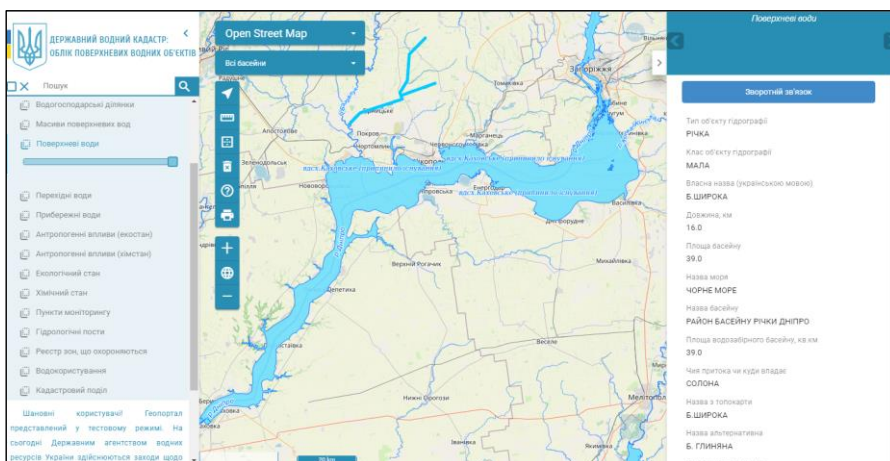 ДЕРЖАВНИЙ ВОДНИЙ КАДАСТР:
ОБЛІК ПОВЕРХНЕВИХ ВОДНИХ ОБ'ЄКТІВ
Пошук
Водогосподарські ділянки
Масиви поверхневих вод
Поверхневі води
Перехідні води
Прибережні води
Антропогенні впливи (екостан)
Антропогенні впливи (хімстан)
Екологічний стан
Хімічний стан
Пункти моніторингу
Гідрологічні пости
Реєстр зон, що охороняються
Водокористування
Кадастровий поділ
Шановні користувачі! Геопортал
представлений у тестовому режимі. На
сьогодні Державним агентством водних
ресурсів України здійснюються заходи щодо
Open Street Map
Всі басейни
Запоріжжя
Томаківка
Апостолове
Покров
Марганець
Зеленодольськ
Енергодар
Василівка
Дніпрорудне
Михайлівка
Верхній Рогачик
Веселе
Нижні Сірогози
Іванівка
Якимівка
Поверхневі води
Зворотній зв'язок
Тип об'єкту гідрографії
РІЧКА
Клас об'єкту гідрографії
МАЛА
Власна назва (українською мовою)
Б.ШИРОКА
Довжина, км
16.0
Площа басейну
39.0
Назва моря
ЧОРНЕ МОРЕ
Назва басейну
РАЙОН БАСЕЙНУ РІЧКИ ДНІПРО
Площа водозабірного басейну, кв.км
39.0
Чия притока чи куди впадає
СОЛОНА
Назва з топокарти
Б.ШИРОКА
Назва альтернативна
Б. ГЛИНЯНА